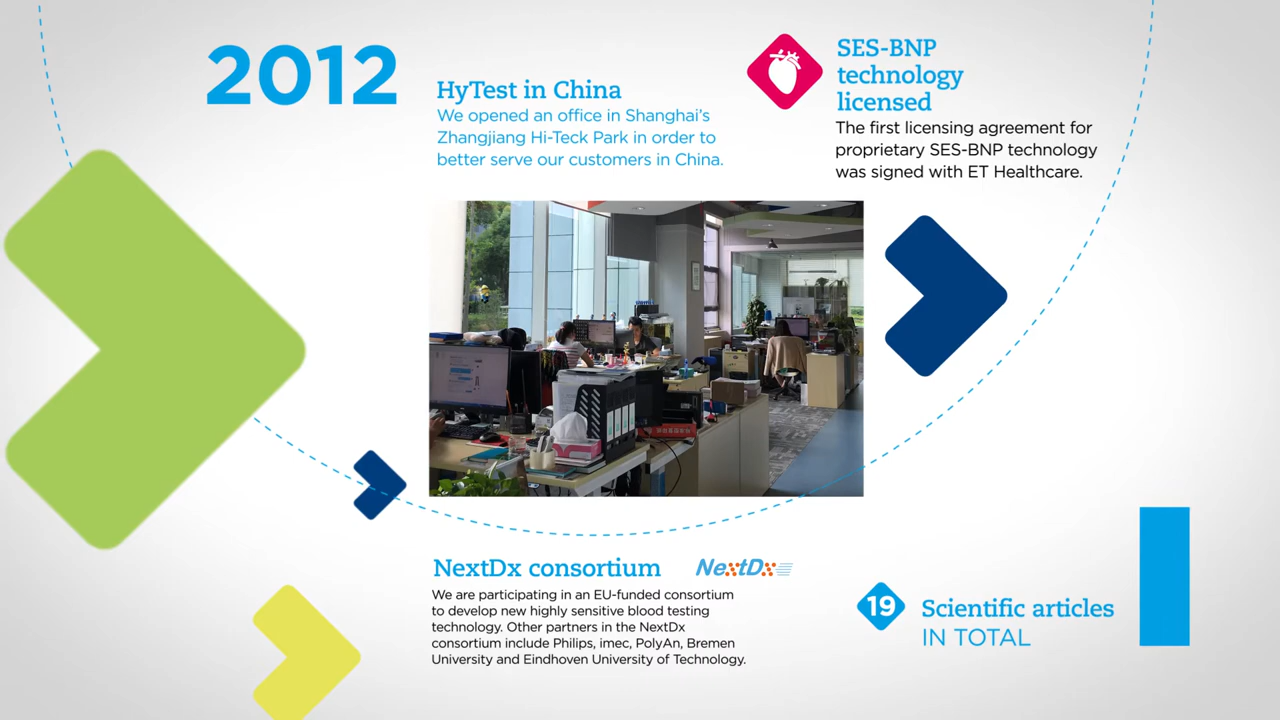 2012
HyTest in China
We opened an office in Shanghai's
Zhangjiang Hi-Teck Park in order to
better serve our customers in China.
SES-BNP
technology
licensed
The first licensing agreement for
proprietary SES-BNP technology
was signed with ET Healthcare.
NextDx consortium
NextDx
We are participating in an EU-funded consortium
to develop new highly sensitive blood testing
technology. Other partners in the NextDx
consortium include Philips, imec, PolyAn, Bremen
University and Eindhoven University of Technology.
19
Scientific articles
IN TOTAL